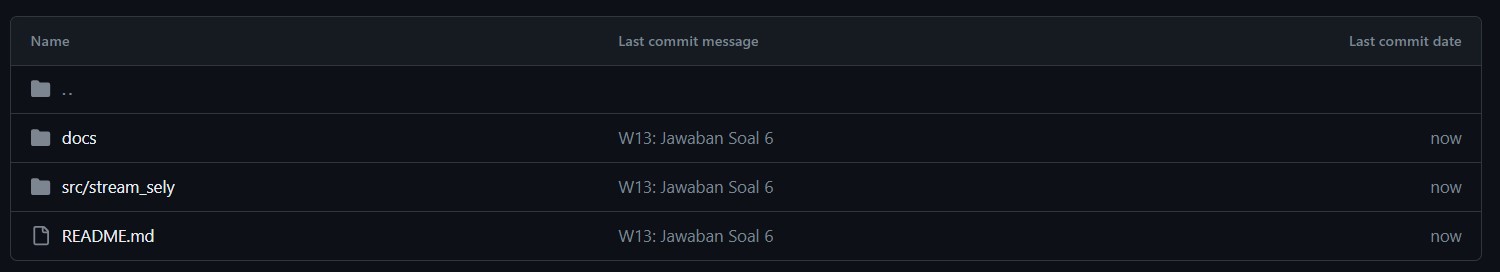 Name Last commit message Last commit date
..
docs W13: Jawaban Soal 6 now
src/stream_sely W13: Jawaban Soal 6 now
README.md W13: Jawaban Soal 6 now